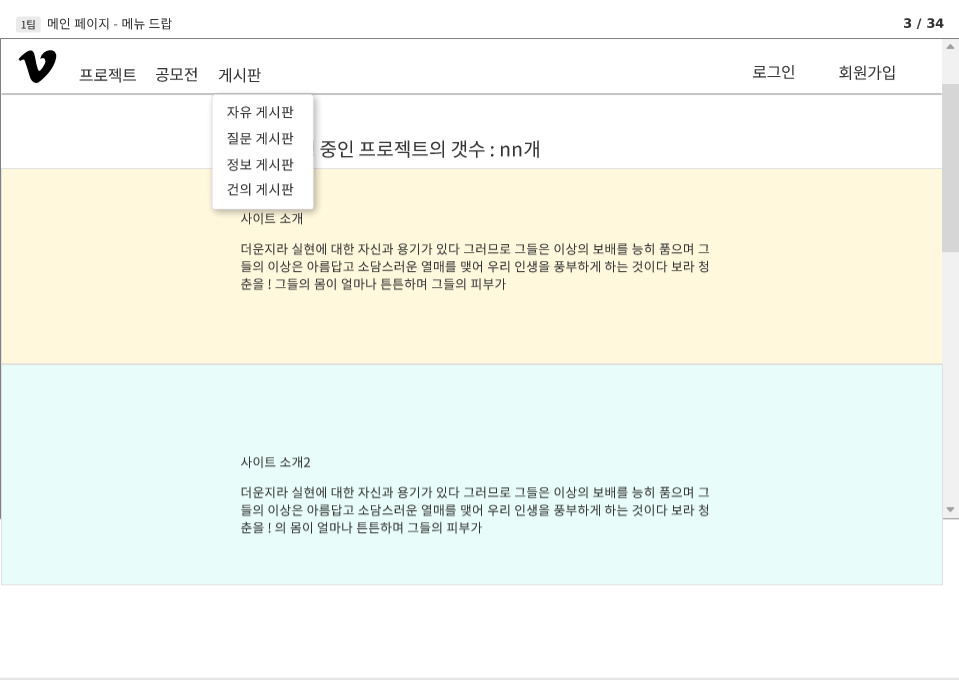 1팀 메인 페이지 - 메뉴 드랍
3 / 34
프로젝트 공모전 게시판
로그인 회원가입
자유 게시판
질문 게시판
정보 게시판
건의 게시판
중인 프로젝트의 갯수 : nn개
사이트 소개
더운지라 실현에 대한 자신과 용기가 있다 그러므로 그들은 이상의 보배를 능히 품으며 그
들의 이상은 아름답고 소담스러운 열매를 맺어 우리 인생을 풍부하게 하는 것이다 보라 청
춘을 ! 그들의 몸이 얼마나 튼튼하며 그들의 피부가
사이트 소개2
더운지라 실현에 대한 자신과 용기가 있다 그러므로 그들은 이상의 보배를 능히 품으며 그
들의 이상은 아름답고 소담스러운 열매를 맺어 우리 인생을 풍부하게 하는 것이다 보라 청
춘을 ! 의 몸이 얼마나 튼튼하며 그들의 피부가